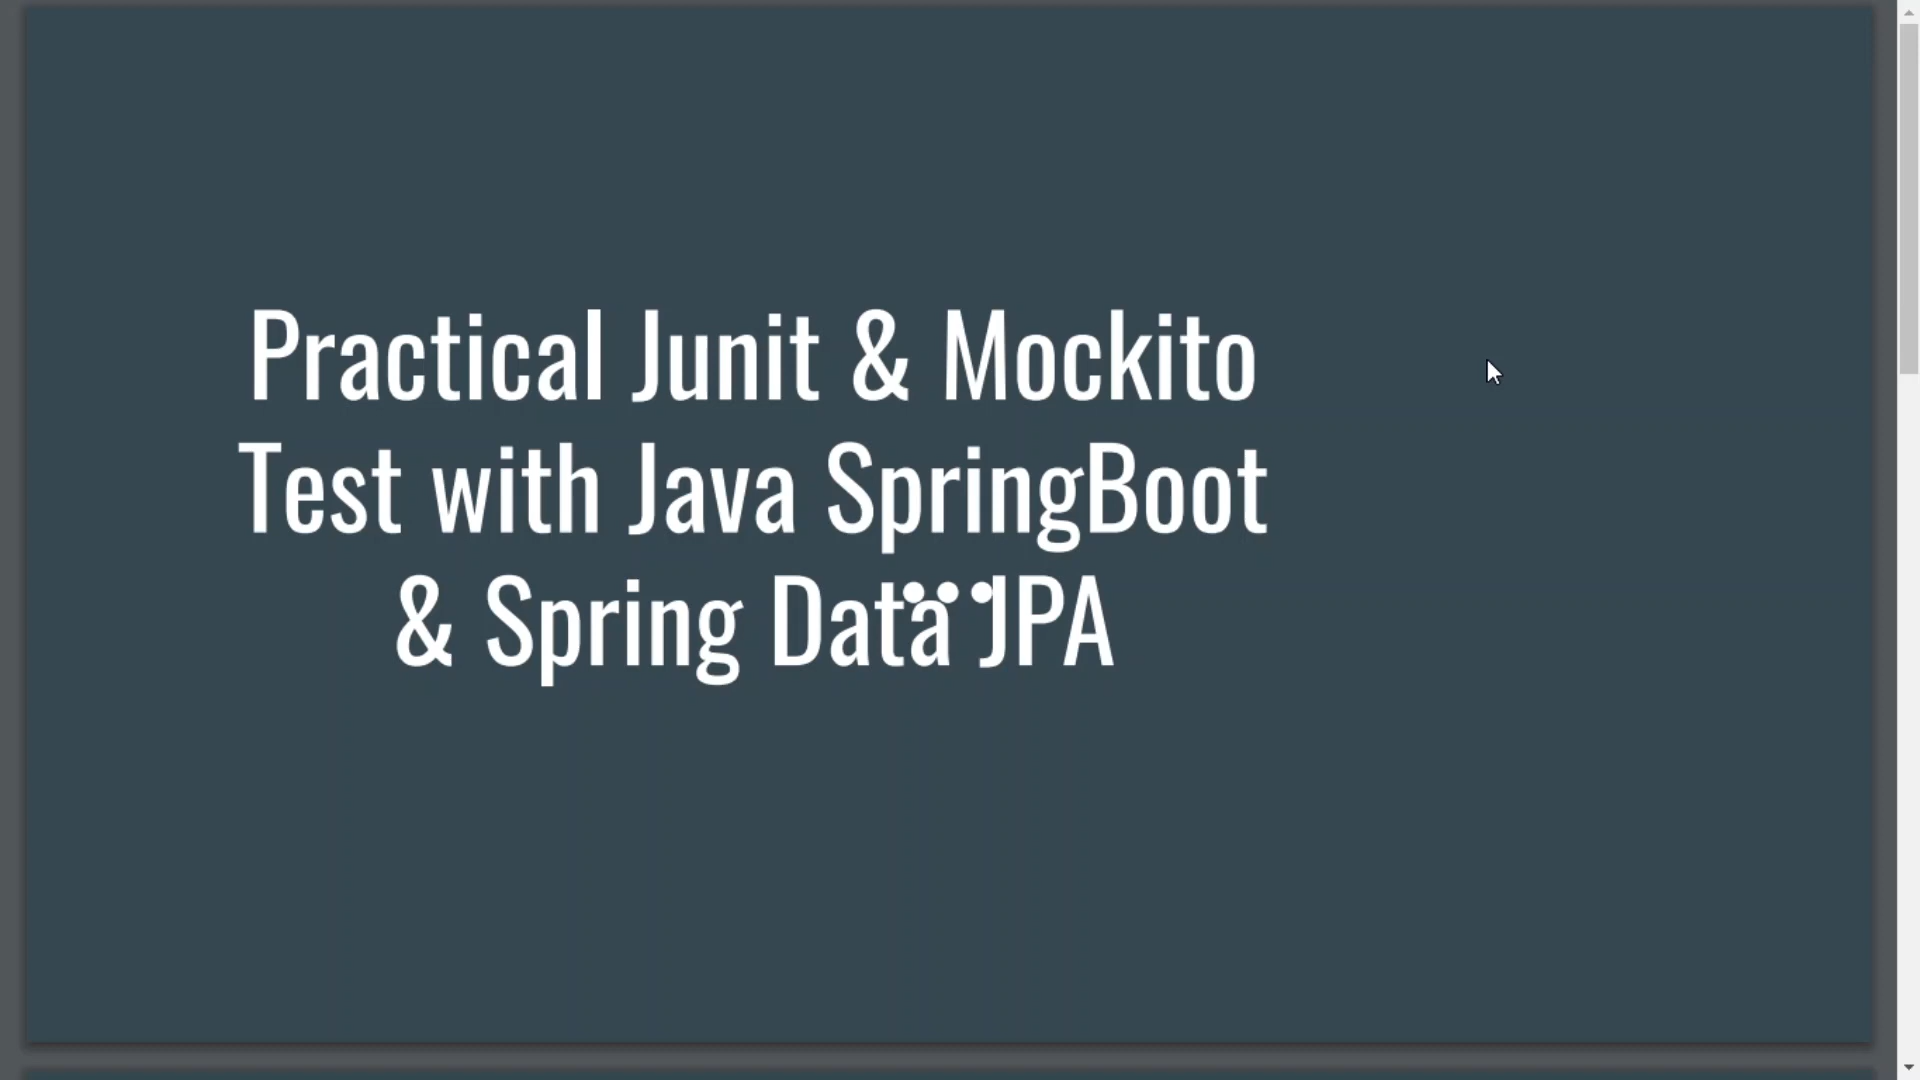 Practical Junit & Mockito
Test with Java SpringBoot
& Spring Data JPA